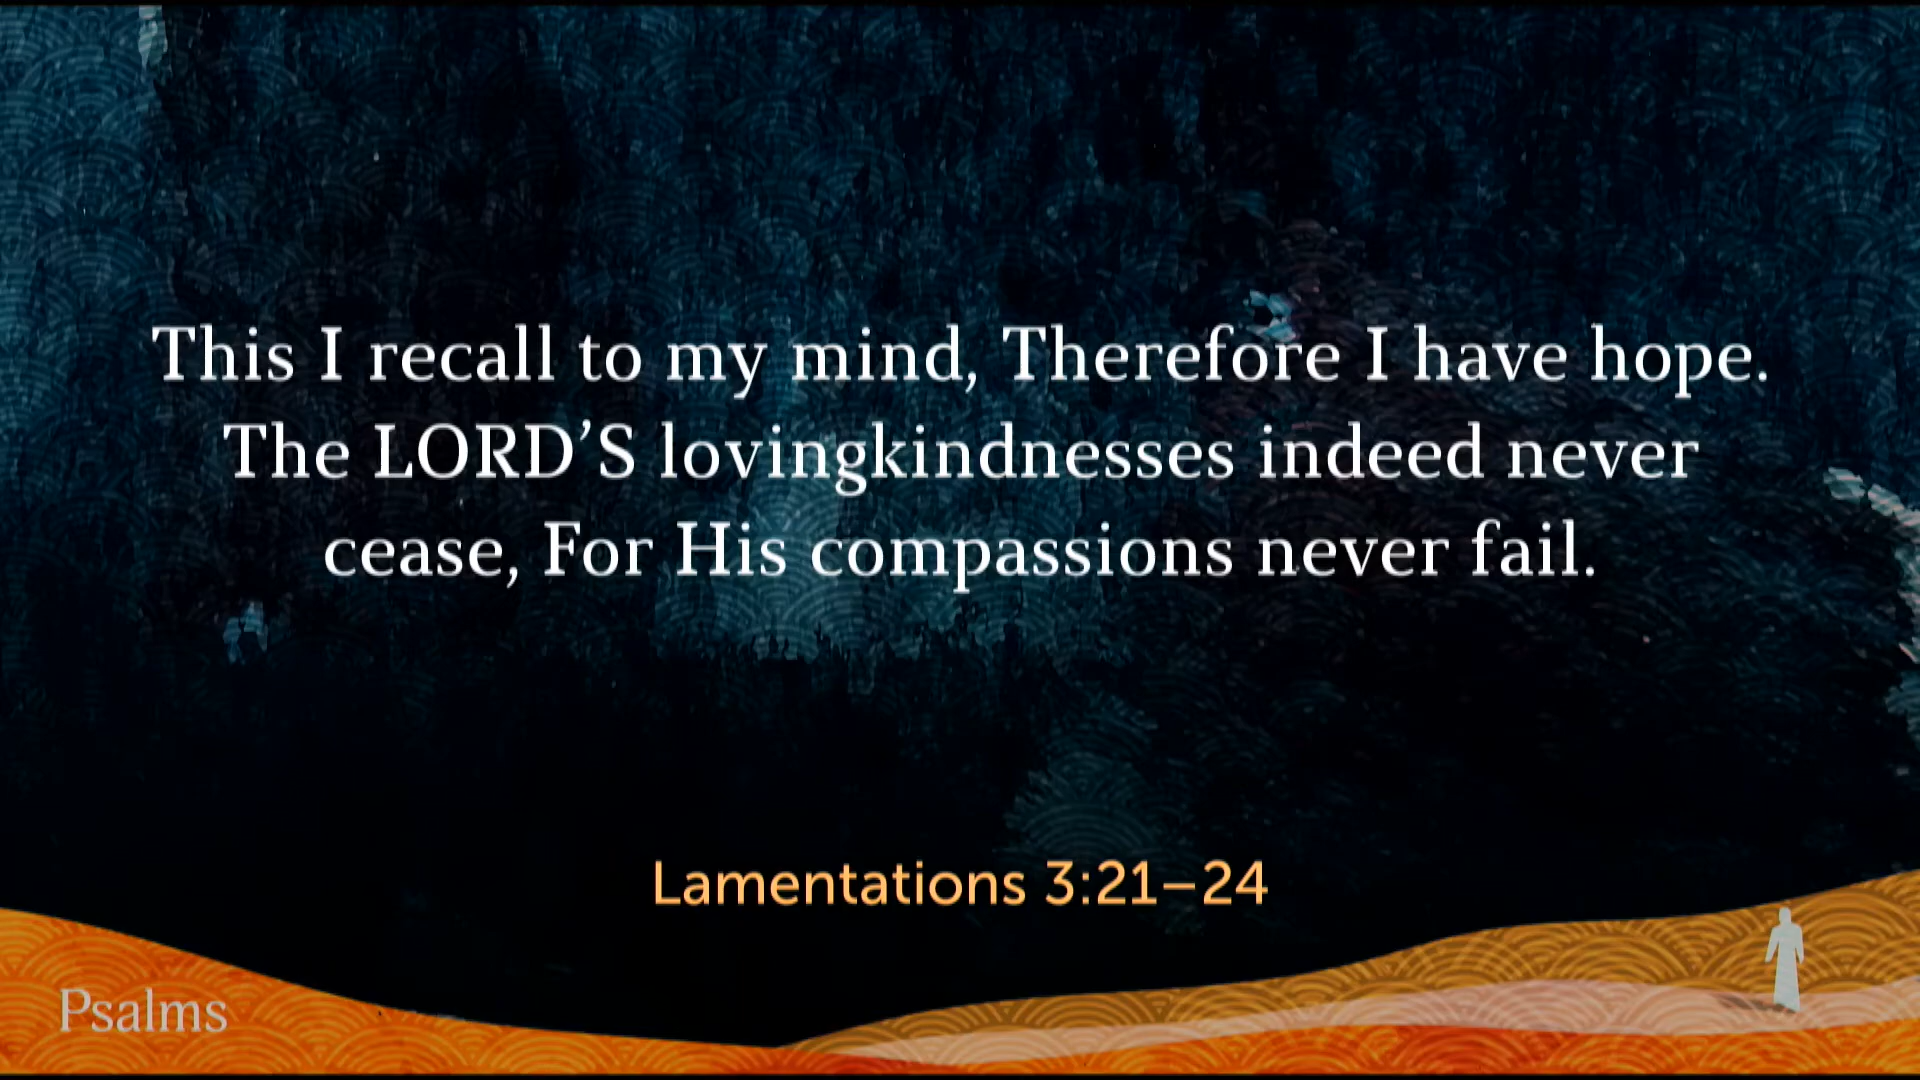 This I recall to my mind, Therefore I have hope.
The LORD’S lovingkindnesses indeed never
cease, For His compassions never fail.
Lamentations 3:21–24
Psalms